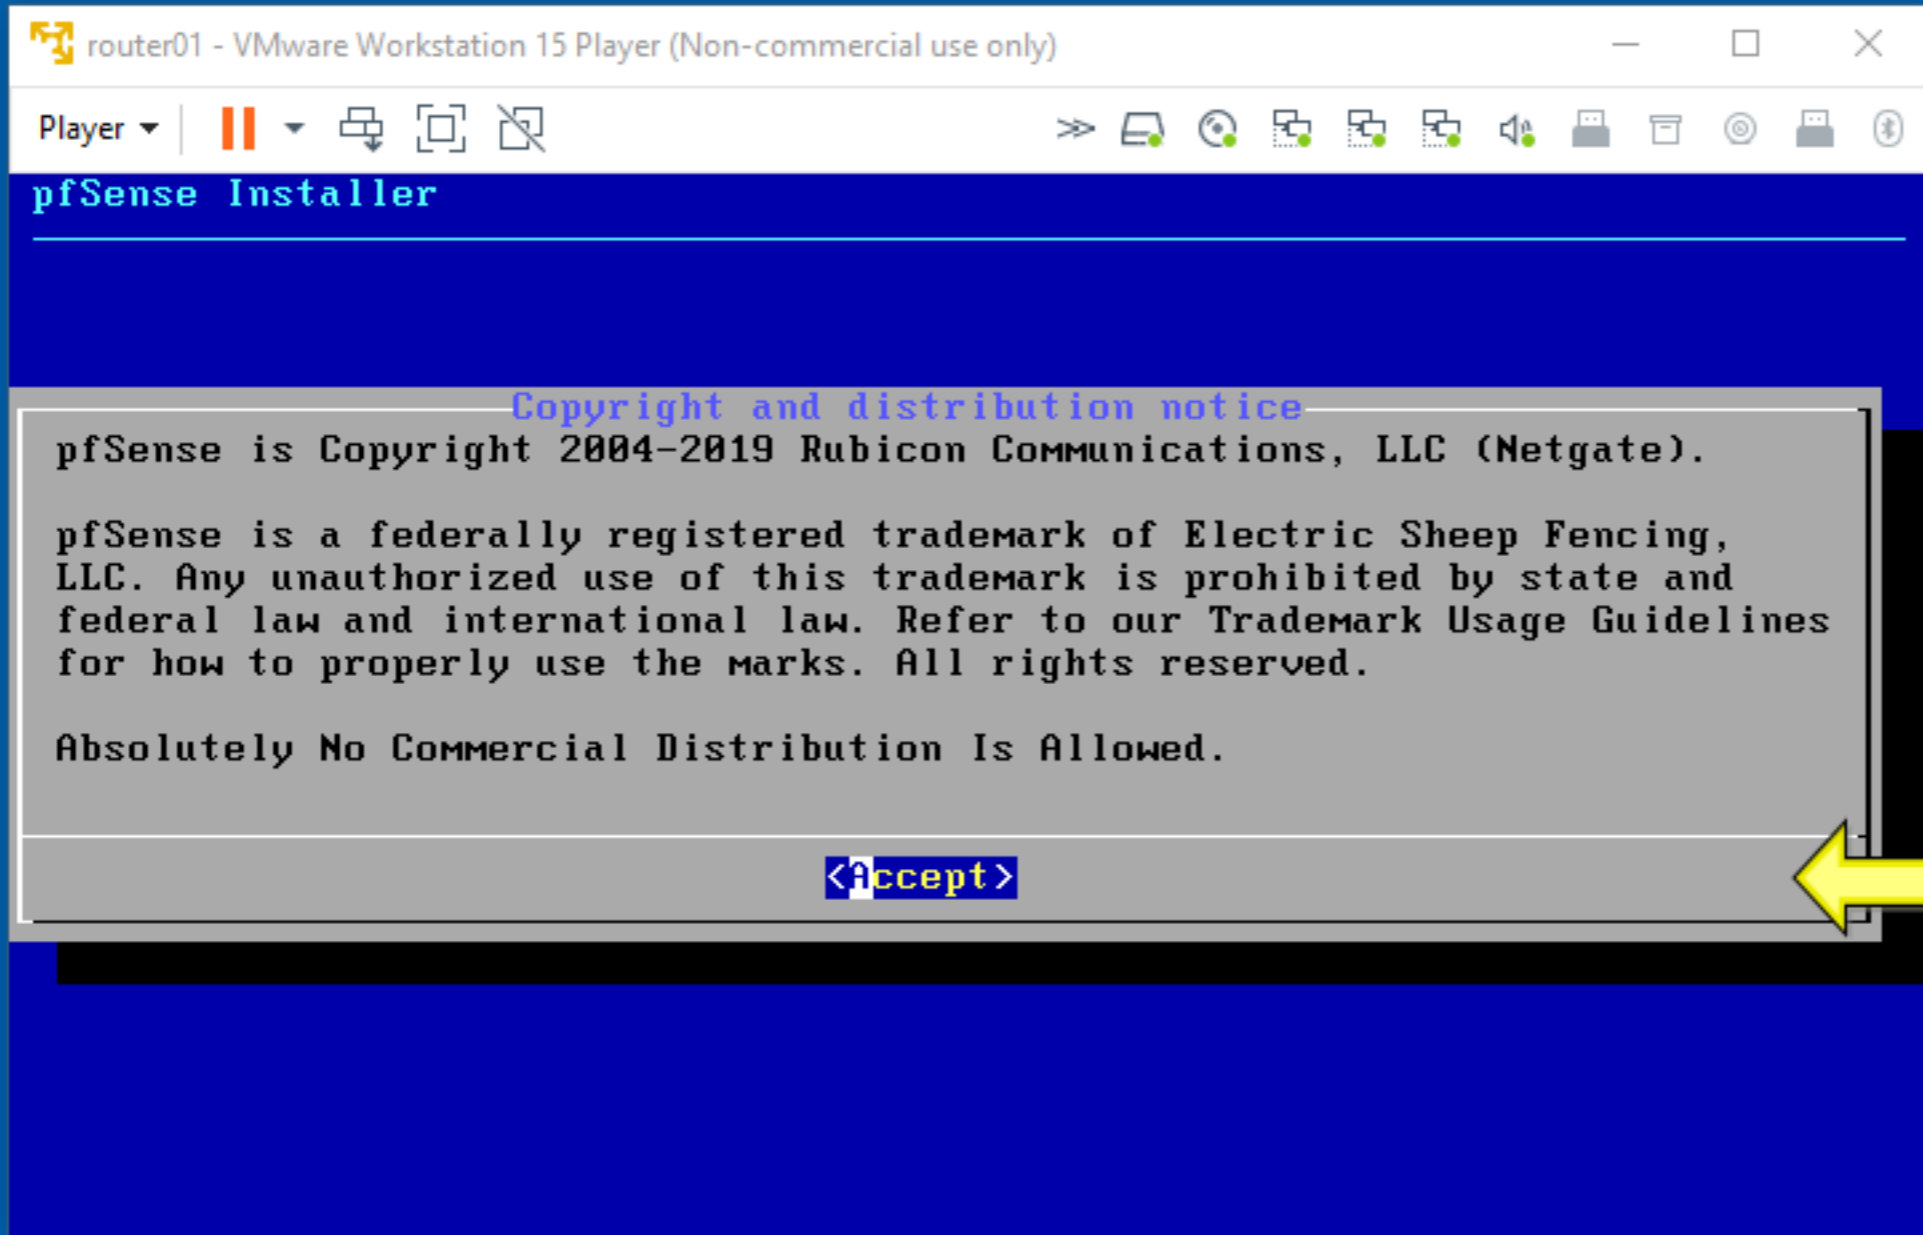 router01 - VMware Workstation 15 Player (Non-commercial use only)
Player
pfSense Installer
Copyright and distribution notice
pfSense is Copyright 2004-2019 Rubicon Communications, LLC (Netgate).
pfSense is a federally registered trademark of Electric Sheep Fencing,
LLC. Any unauthorized use of this trademark is prohibited by state and
federal law and international law. Refer to our Trademark Usage Guidelines
for how to properly use the marks. All rights reserved.
Absolutely No Commercial Distribution Is Allowed.
<Accept>